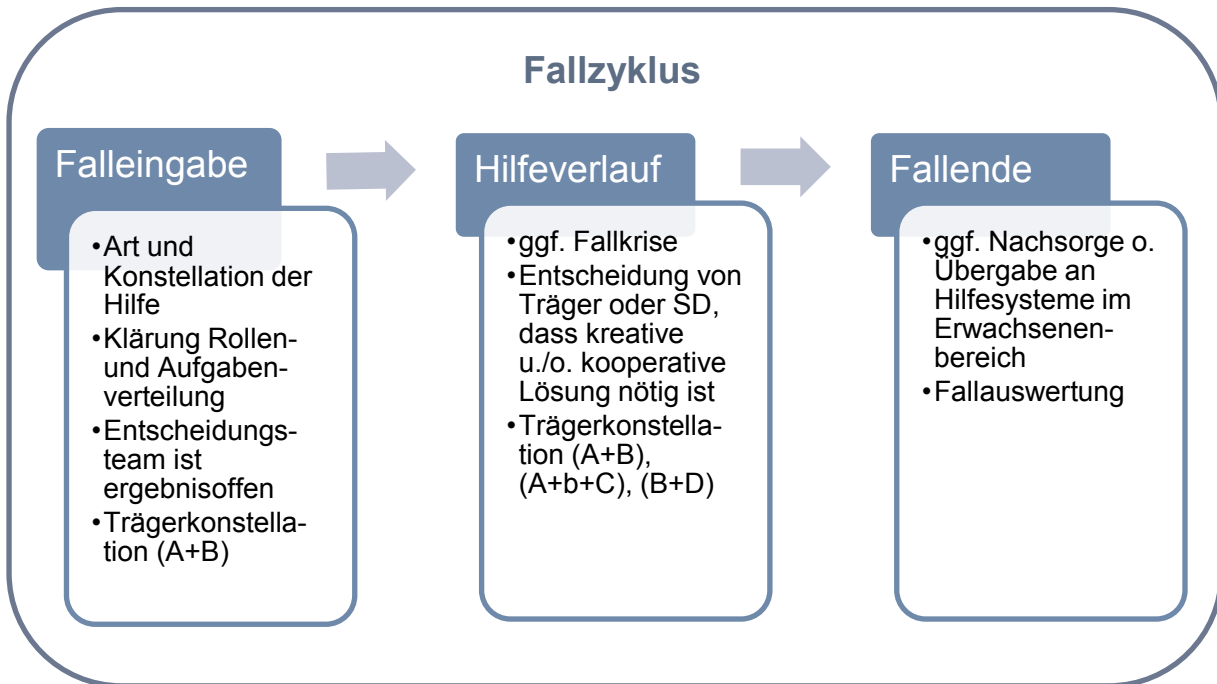 Fallzyklus
Falleingabe
•Art und
Konstellation der
Hilfe
•Klärung Rollen-
und Aufgaben-
verteilung
•Entscheidungs-
team ist
ergebnisoffen
•Trägerkonstella-
tion (A+B)
Hilfeverlauf
•ggf. Fallkrise
•Entscheidung von
Träger oder SD,
dass kreative
u./o. kooperative
Lösung nötig ist
•Trägerkonstella-
tion (A+B),
(A+b+C), (B+D)
Fallende
•ggf. Nachsorge o.
Übergabe an
Hilfesysteme im
Erwachsenen-
bereich
•Fallauswertung